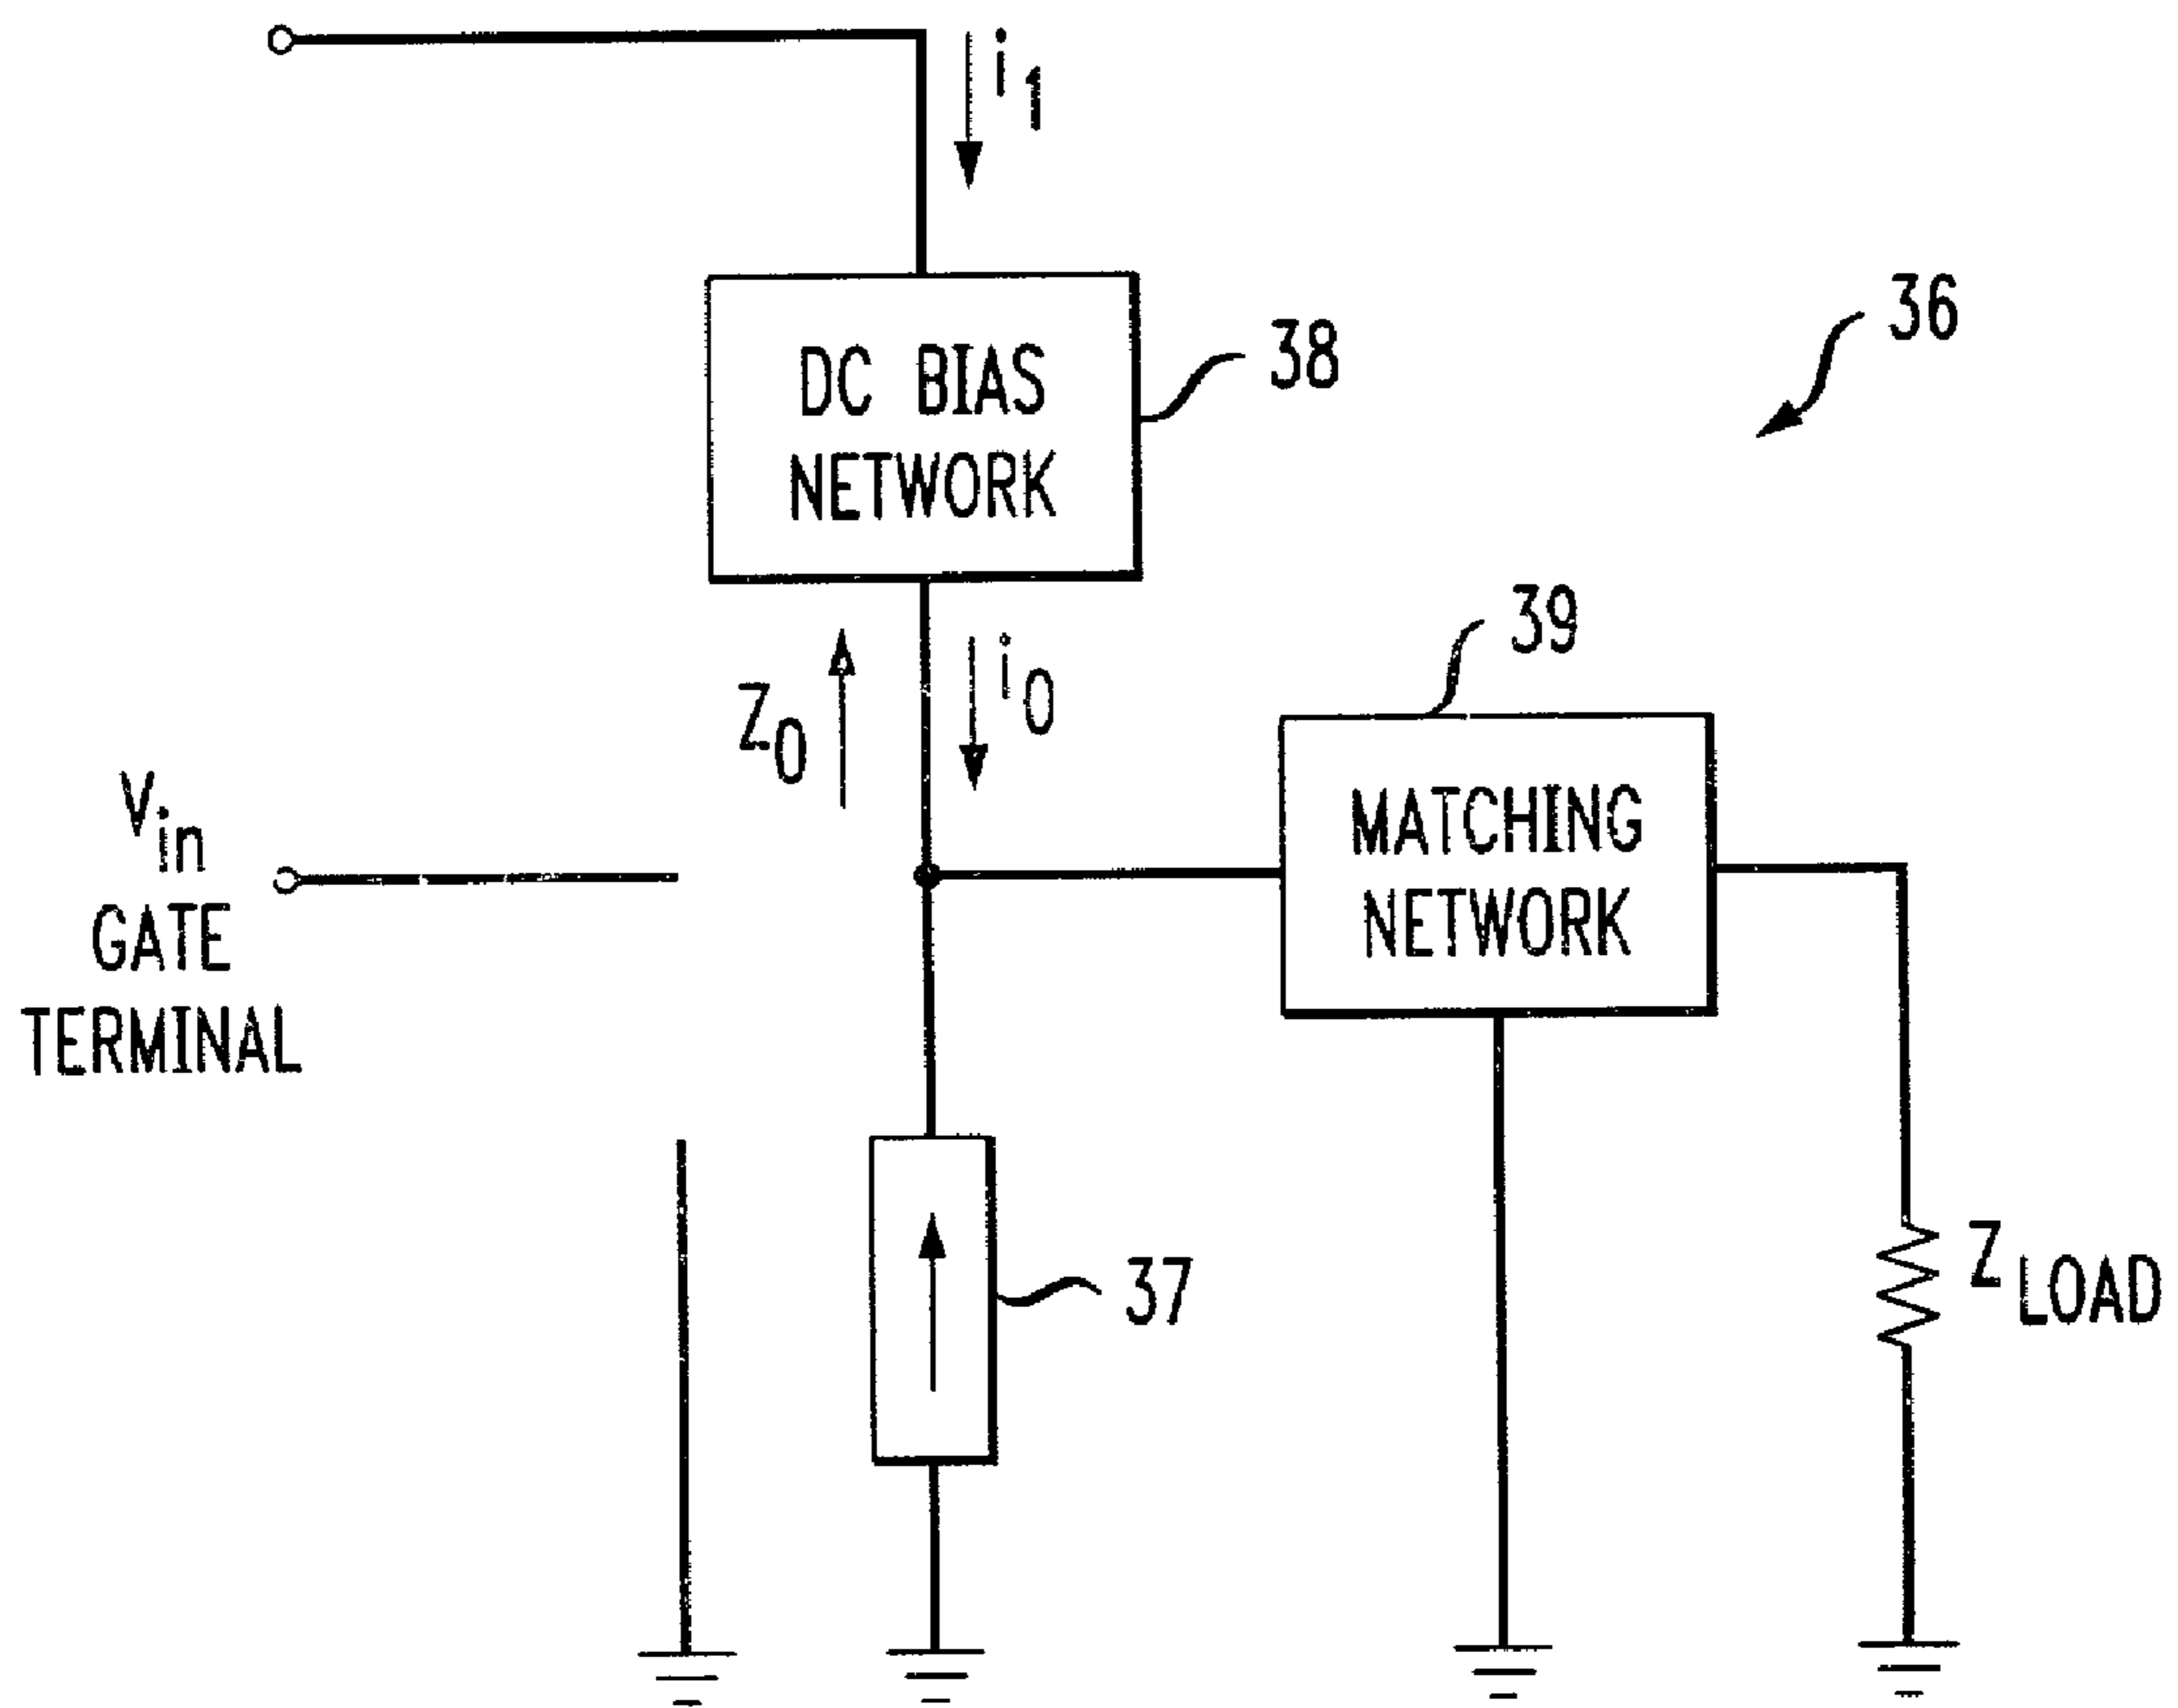 i1
36
38
DC BIAS
NETWORK
39
i0
Z0
Vin
MATCHING
NETWORK
GATE
TERMINAL
37
ZLOAD